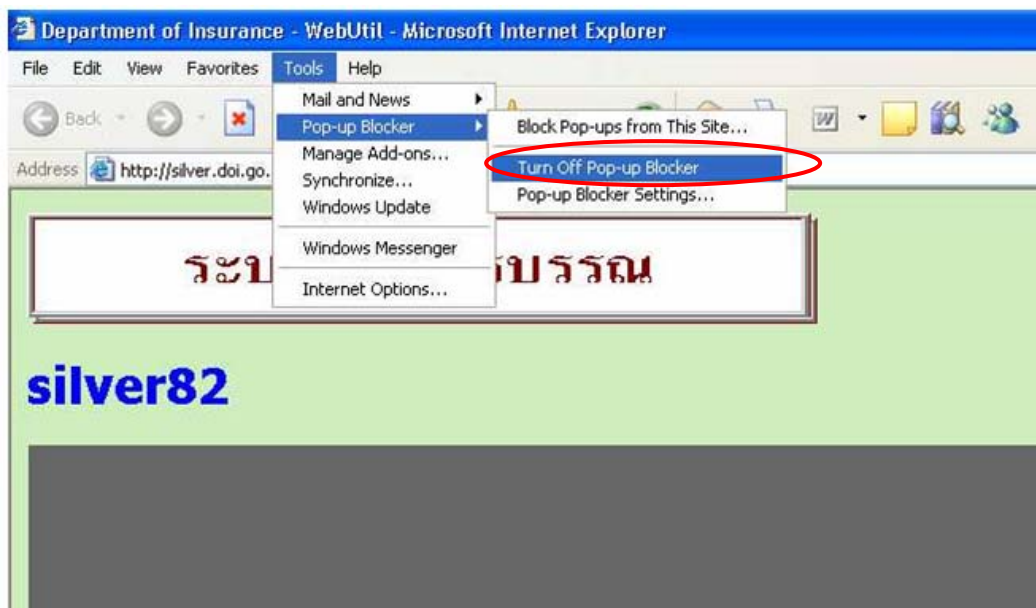 Department of Insurance - WebUtil - Microsoft Internet Explorer
File Edit View Favorites Tools Help
Back
Mail and News
Pop-up Blocker
Manage Add-ons...
Synchronize...
Windows Update
Windows Messenger
Internet Options...
Block Pop-ups from This Site...
Turn Off Pop-up Blocker
Pop-up Blocker Settings...
Address http://silver.doi.go.
silver82